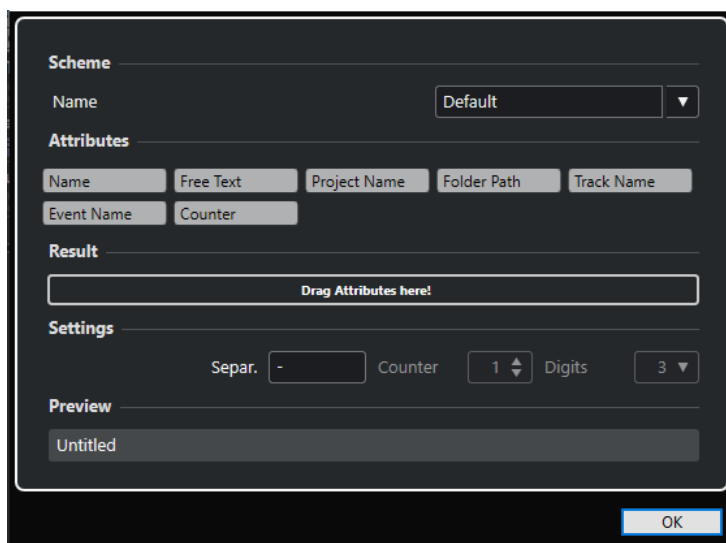 Scheme
Name Default
Attributes
Name Free Text Project Name Folder Path Track Name
Event Name Counter
Result
Drag Attributes here!
Settings
Separ. - Counter 1 Digits 3
Preview
Untitled
OK